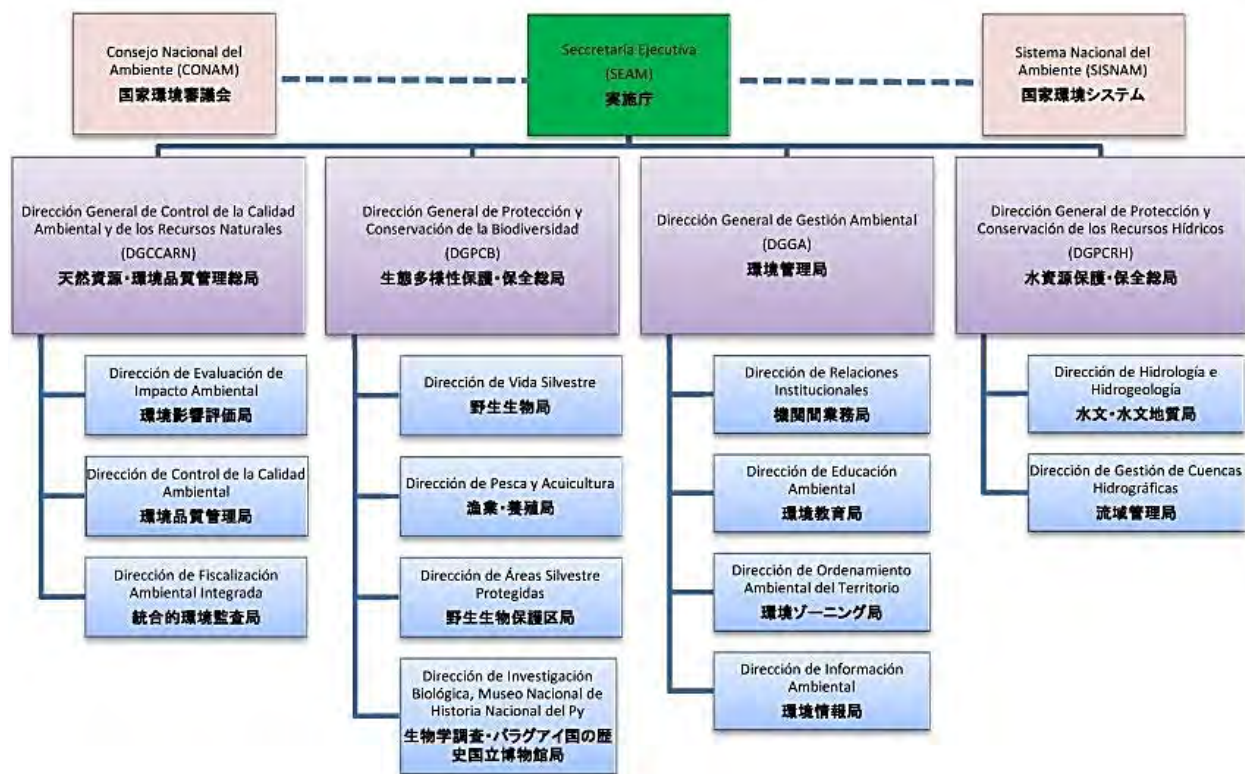 Consejo Nacional del
Ambiente (CONAM)
国家環境審議会
Seccretaría Ejecutiva
(SEAM)
実施庁
Sistema Nacional del
Ambiente (SISNAM)
国家環境システム
Dirección General de Control de la Calidad
Ambiental y de los Recursos Naturales
(DGCCARN)
天然資源・環境品質管理総局
Dirección General de Protección y
Conservación de la Biodiversidad
(DGPCB)
生態多様性保護・保全総局
Dirección General de Gestión Ambiental
(DGGA)
環境管理局
Dirección General de Protección y
Conservación de los Recursos Hídricos
(DGPCRH)
水資源保護・保全総局
Dirección de Evaluación de
Impacto Ambiental
環境影響評価局
Dirección de Control de la Calidad
Ambiental
環境品質管理局
Dirección de Fiscalización
Ambiental Integrada
統合的環境監査局
Dirección de Vida Silvestre
野生生物局
Dirección de Pesca y Acuicultura
漁業・養殖局
Dirección de Áreas Silvestre
Protegidas
野生生物保護区局
Dirección de Investigación
Biológica, Museo Nacional de
Historia Nacional del Py
生物学調査・パラグアイ国の歴
史国立博物館局
Dirección de Relaciones
Institucionales
機関間業務局
Dirección de Educación
Ambiental
環境教育局
Dirección de Ordenamiento
Ambiental del Territorio
環境ゾーニング局
Dirección de Información
Ambiental
環境情報局
Dirección de Hidrología e
Hidrogeología
水文・水文地質局
Dirección de Gestión de Cuencas
Hidrográficas
流域管理局